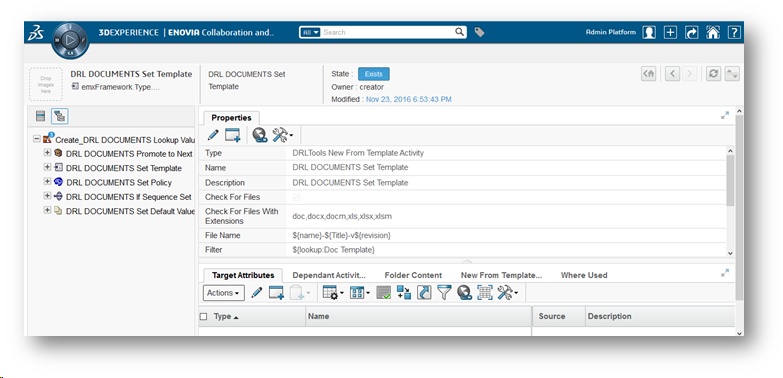 3DEXPERIENCE | ENOVIA Collaboration and..
All
Search
Admin Platform
Drop
images
here
DRL DOCUMENTS Set Template
emxFramework.Type....
DRL DOCUMENTS Set
Template
State : Exists
Owner : creator
Modified : Nov 23, 2016 6:53:43 PM
Create_DRL DOCUMENTS Lookup Valu
DRL DOCUMENTS Promote to Next
DRL DOCUMENTS Set Template
DRL DOCUMENTS Set Policy
DRL DOCUMENTS If Sequence Set
DRL DOCUMENTS Set Default Value
Properties
Type DRLTools New From Template Activity
Name DRL DOCUMENTS Set Template
Description DRL DOCUMENTS Set Template
Check For Files
Check For Files With
Extensions doc,docx,docm,xls,xlsx,xlsm
File Name ${name}-${Title}-v${revision}
Filter ${lookup:Doc Template}
Target Attributes Dependant Activit... Folder Content New From Template... Where Used
Actions
Type Name Source Description